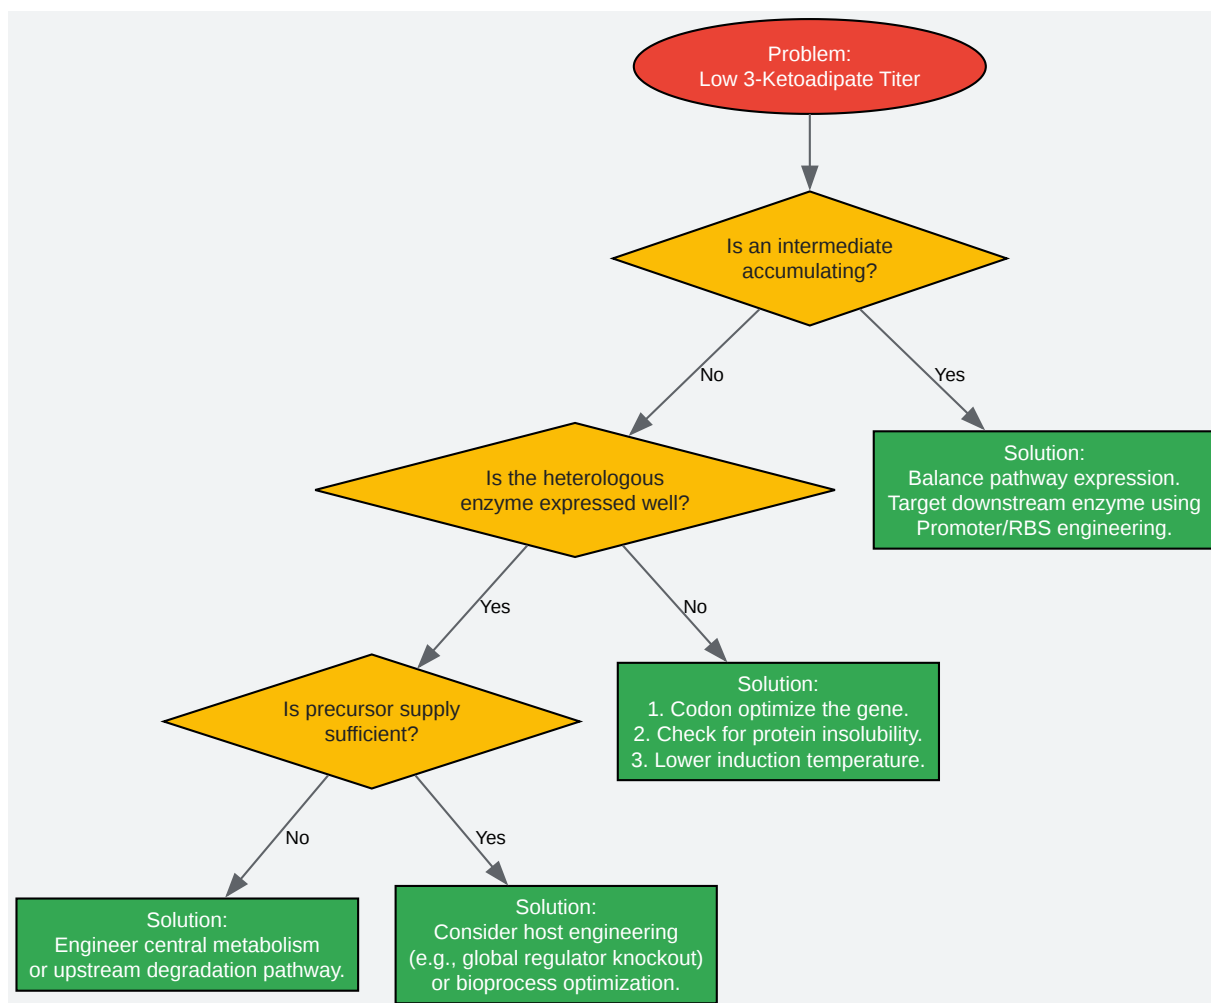 Problem:
Low 3-Ketoadipate Titer
Is an intermediate
accumulating?
No
Yes
Is the heterologous
enzyme expressed well?
Solution:
Balance pathway expression.
Target downstream enzyme using
Promoter/RBS engineering.
Yes
No
Is precursor supply
sufficient?
Solution:
1. Codon optimize the gene.
2. Check for protein insolubility.
3. Lower induction temperature.
No
Yes
Solution:
Engineer central metabolism
or upstream degradation pathway.
Solution:
Consider host engineering
(e.g., global regulator knockout)
or bioprocess optimization.